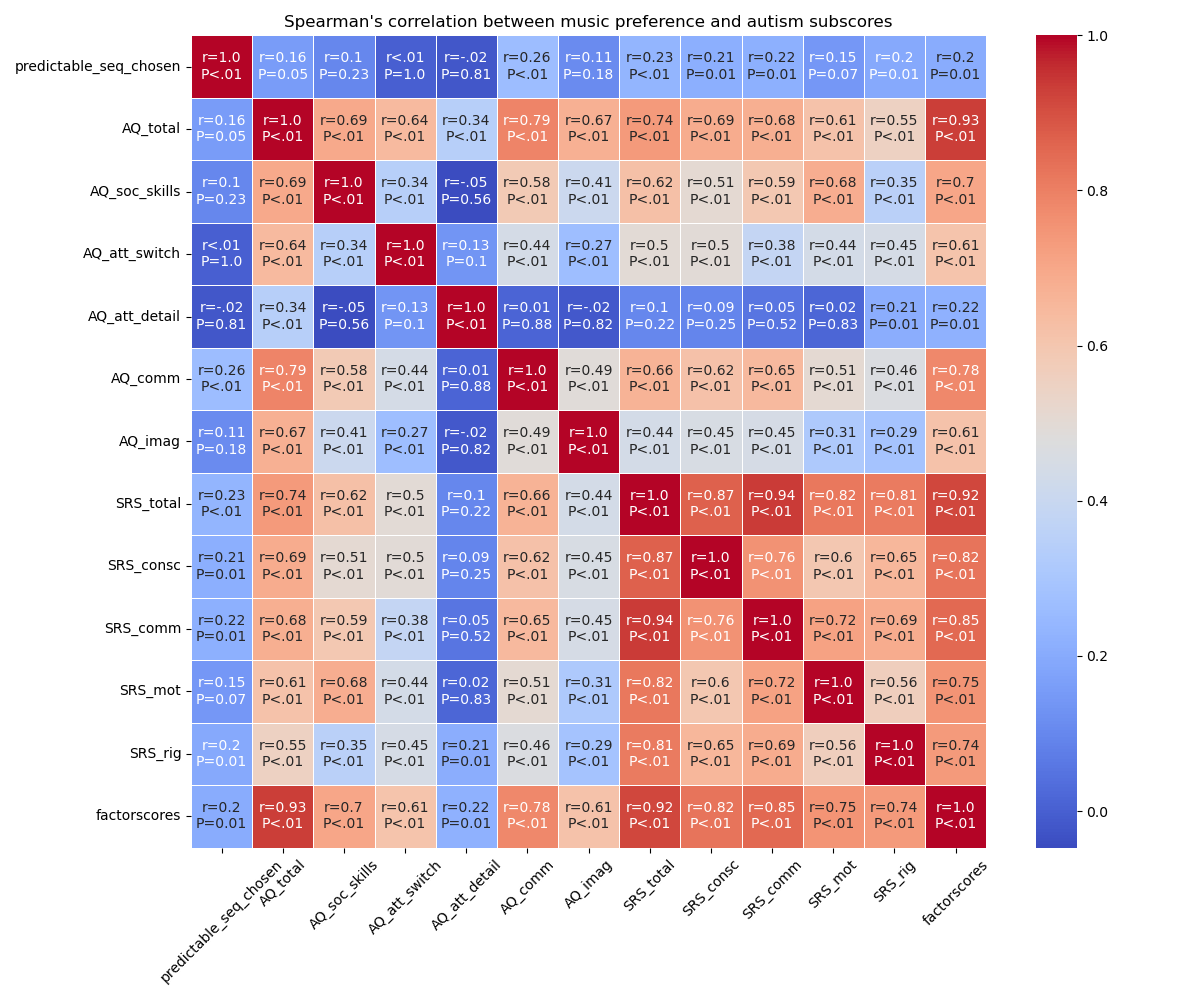 Spearman's correlation between music preference and autism subscores
predictable_seq_chosen r=1.0 r=0.16 r=0.1 r<.01 r=-.02 r=0.26 r=0.11 r=0.23 r=0.21 r=0.22 r=0.15 r=0.2 r=0.2
P<.01 P=0.05 P=0.23 P=1.0 P=0.81 P<.01 P=0.18 P<.01 P=0.01 P=0.01 P=0.07 P=0.01 P=0.01
AQ_total r=0.16 r=1.0 r=0.69 r=0.64 r=0.34 r=0.79 r=0.67 r=0.74 r=0.69 r=0.68 r=0.61 r=0.55 r=0.93
P=0.05 P<.01 P<.01 P<.01 P<.01 P<.01 P<.01 P<.01 P<.01 P<.01 P<.01 P<.01 P<.01
AQ_soc_skills r=0.1 r=0.69 r=1.0 r=0.34 r=-.05 r=0.58 r=0.41 r=0.62 r=0.51 r=0.59 r=0.68 r=0.35 r=0.7
P=0.23 P<.01 P<.01 P<.01 P=0.56 P<.01 P<.01 P<.01 P<.01 P<.01 P<.01 P<.01 P<.01
AQ_att_switch r<.01 r=0.64 r=0.34 r=1.0 r=0.13 r=0.44 r=0.27 r=0.5 r=0.5 r=0.38 r=0.44 r=0.45 r=0.61
P=1.0 P<.01 P<.01 P<.01 P=0.1 P<.01 P<.01 P<.01 P<.01 P<.01 P<.01 P<.01 P<.01
AQ_att_detail r=-.02 r=0.34 r=-.05 r=0.13 r=1.0 r=0.01 r=-.02 r=0.1 r=0.09 r=0.05 r=0.02 r=0.21 r=0.22
P=0.81 P<.01 P=0.56 P=0.1 P<.01 P=0.88 P=0.82 P=0.22 P=0.25 P=0.52 P=0.83 P=0.01 P=0.01
AQ_comm r=0.26 r=0.79 r=0.58 r=0.44 r=0.01 r=1.0 r=0.49 r=0.66 r=0.62 r=0.65 r=0.51 r=0.46 r=0.78
P<.01 P<.01 P<.01 P<.01 P=0.88 P<.01 P<.01 P<.01 P<.01 P<.01 P<.01 P<.01 P<.01
AQ_imag r=0.11 r=0.67 r=0.41 r=0.27 r=-.02 r=0.49 r=1.0 r=0.44 r=0.45 r=0.45 r=0.31 r=0.29 r=0.61
P=0.18 P<.01 P<.01 P<.01 P=0.82 P<.01 P<.01 P<.01 P<.01 P<.01 P<.01 P<.01 P<.01
SRS_total r=0.23 r=0.74 r=0.62 r=0.5 r=0.1 r=0.66 r=0.44 r=1.0 r=0.87 r=0.94 r=0.82 r=0.81 r=0.92
P<.01 P<.01 P<.01 P<.01 P=0.22 P<.01 P<.01 P<.01 P<.01 P<.01 P<.01 P<.01 P<.01
SRS_consc r=0.21 r=0.69 r=0.51 r=0.5 r=0.09 r=0.62 r=0.45 r=0.87 r=1.0 r=0.76 r=0.6 r=0.65 r=0.82
P=0.01 P<.01 P<.01 P<.01 P=0.25 P<.01 P<.01 P<.01 P<.01 P<.01 P<.01 P<.01 P<.01
SRS_comm r=0.22 r=0.68 r=0.59 r=0.38 r=0.05 r=0.65 r=0.45 r=0.94 r=0.76 r=1.0 r=0.72 r=0.69 r=0.85
P=0.01 P<.01 P<.01 P<.01 P=0.52 P<.01 P<.01 P<.01 P<.01 P<.01 P<.01 P<.01 P<.01
SRS_mot r=0.15 r=0.61 r=0.68 r=0.44 r=0.02 r=0.51 r=0.31 r=0.82 r=0.6 r=0.72 r=1.0 r=0.56 r=0.75
P=0.07 P<.01 P<.01 P<.01 P=0.83 P<.01 P<.01 P<.01 P<.01 P<.01 P<.01 P<.01 P<.01
SRS_rig r=0.2 r=0.55 r=0.35 r=0.45 r=0.21 r=0.46 r=0.29 r=0.81 r=0.65 r=0.69 r=0.56 r=1.0 r=0.74
P=0.01 P<.01 P<.01 P<.01 P=0.01 P<.01 P<.01 P<.01 P<.01 P<.01 P<.01 P<.01 P<.01
factorscores r=0.2 r=0.93 r=0.7 r=0.61 r=0.22 r=0.78 r=0.61 r=0.92 r=0.82 r=0.85 r=0.75 r=0.74 r=1.0
P=0.01 P<.01 P<.01 P<.01 P=0.01 P<.01 P<.01 P<.01 P<.01 P<.01 P<.01 P<.01 P<.01
predictable_seq_chosen AQ_total AQ_soc_skills AQ_att_switch AQ_att_detail AQ_comm AQ_imag SRS_total SRS_consc SRS_comm SRS_mot SRS_rig factorscores
1.0
0.8
0.6
0.4
0.2
0.0